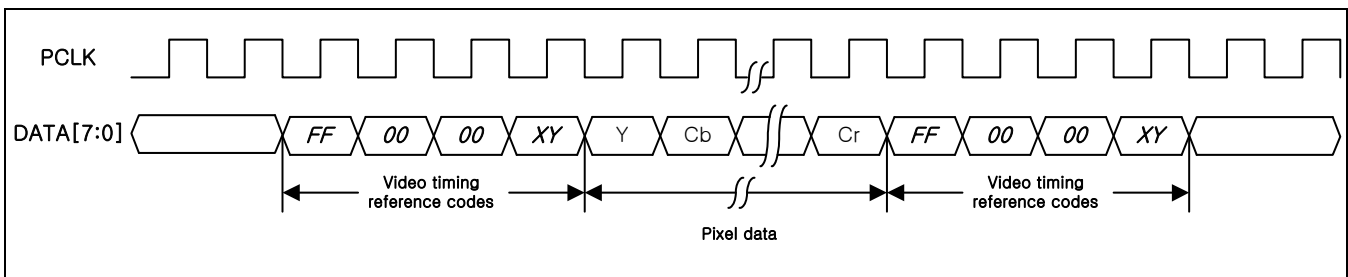 PCLK
DATA[7:0] FF 00 00 XY Y Cb Cr FF 00 00 XY
Video timing Video timing
reference codes reference codes
Pixel data